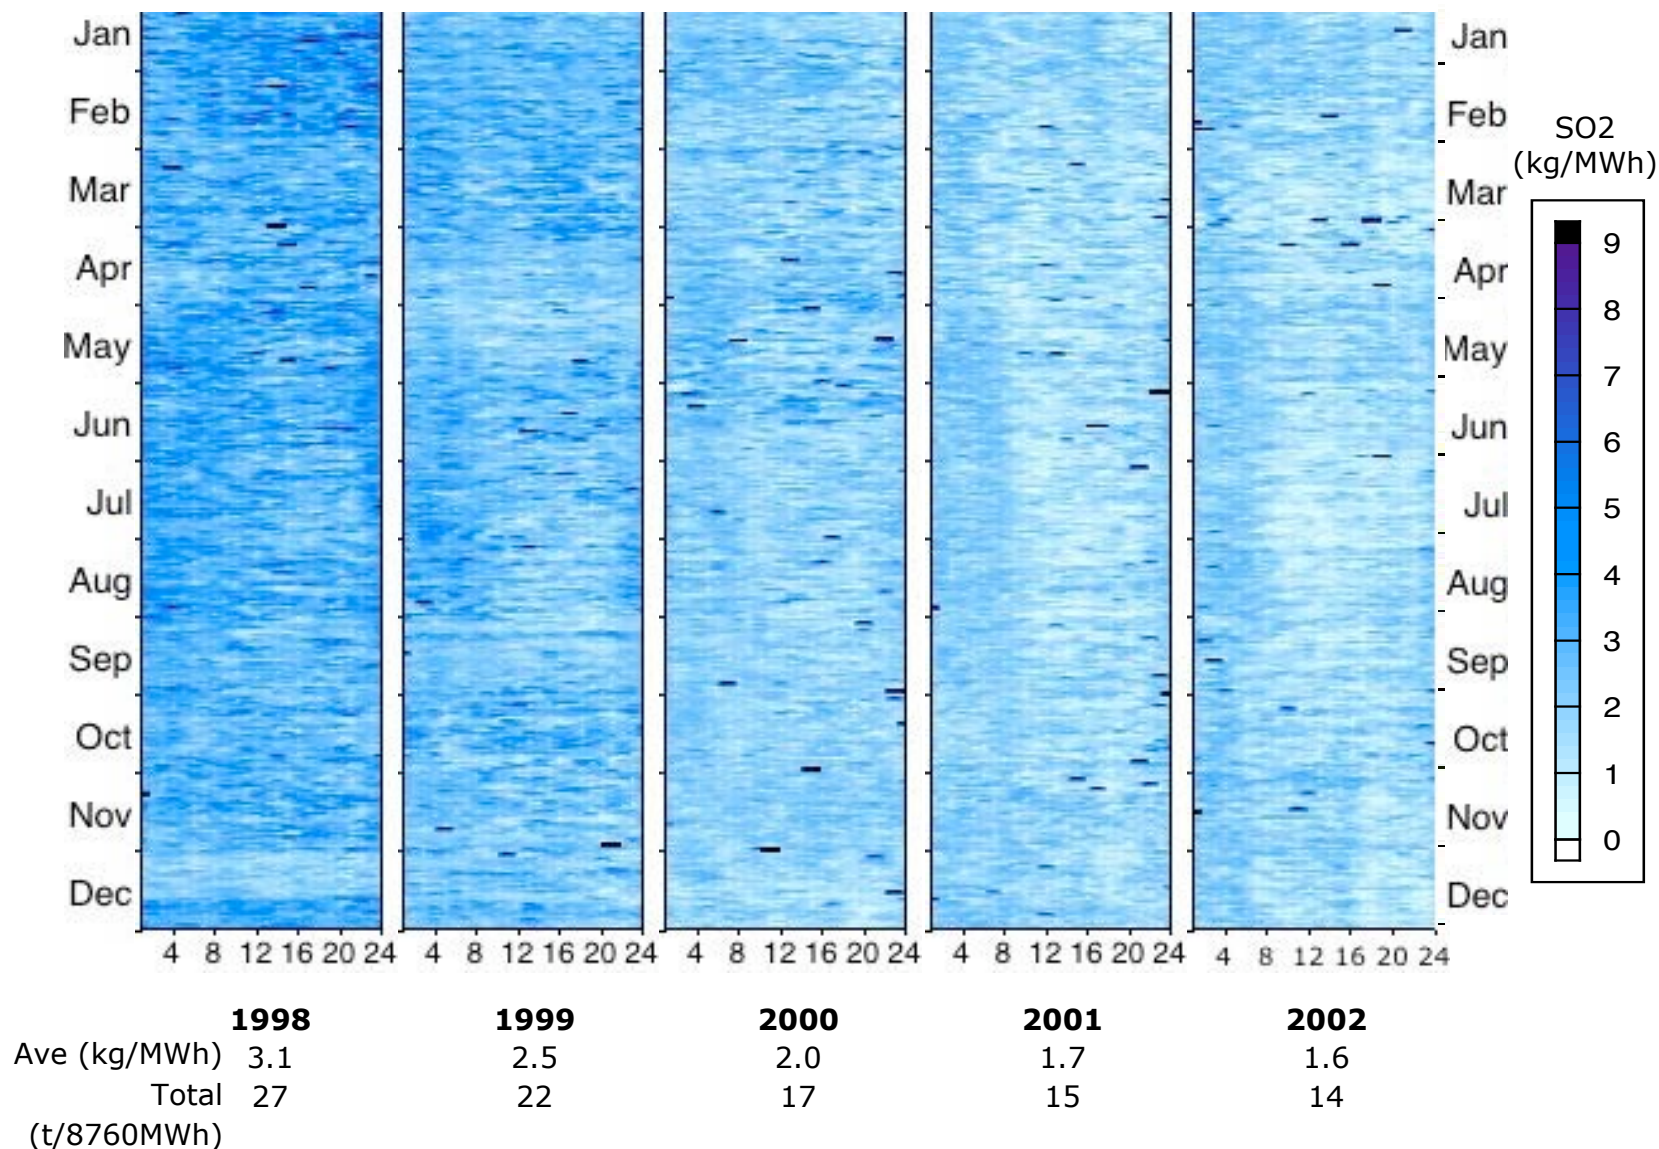 Jan
Feb
Mar
Apr
May
Jun
Jul
Aug
Sep
Oct
Nov
Dec
4 8 12 16 20 24
4 8 12 16 20 24
4 8 12 16 20 24
4 8 12 16 20 24
4 8 12 16 20 24
Jan
Feb
Mar
Apr
May
Jun
Jul
Aug
Sep
Oct
Nov
Dec
SO2
(kg/MWh)
9
8
7
6
5
4
3
2
1
0
1998 1999 2000 2001 2002
Ave (kg/MWh) 3.1 2.5 2.0 1.7 1.6
Total 27 22 17 15 14
(t/8760MWh)